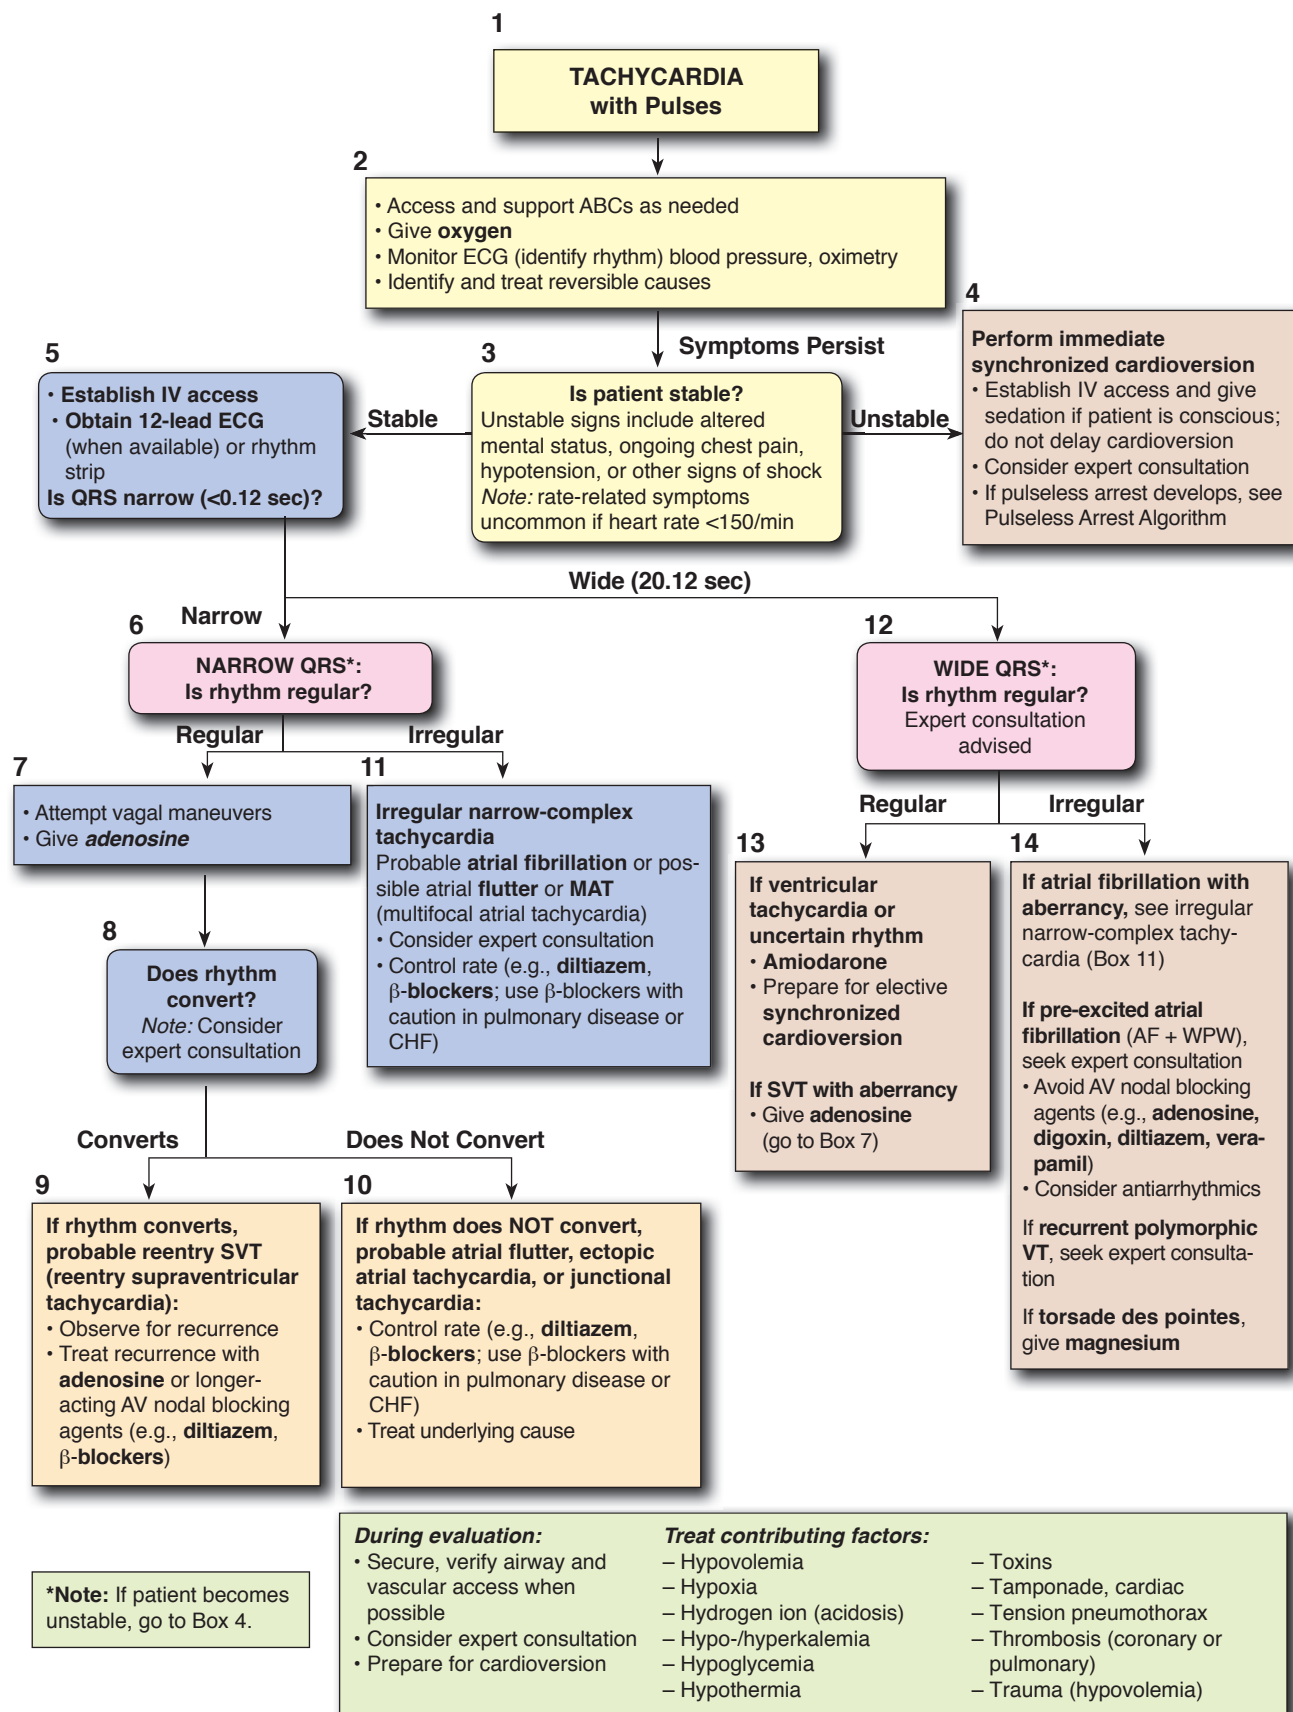 1
TACHYCARDIA
with Pulses
2
• Access and support ABCs as needed
• Give oxygen
• Monitor ECG (identify rhythm) blood pressure, oximetry
• Identify and treat reversible causes
Symptoms Persist
3
Is patient stable?
Unstable signs include altered
mental status, ongoing chest pain,
hypotension, or other signs of shock
Note: rate-related symptoms
uncommon if heart rate <150/min
Stable
Unstable
4
Perform immediate
synchronized cardioversion
• Establish IV access and give
sedation if patient is conscious;
do not delay cardioversion
• Consider expert consultation
• If pulseless arrest develops, see
Pulseless Arrest Algorithm
5
• Establish IV access
• Obtain 12-lead ECG
(when available) or rhythm
strip
Is QRS narrow (<0.12 sec)?
Narrow
Wide (20.12 sec)
6
NARROW QRS*:
Is rhythm regular?
Regular
Irregular
7
• Attempt vagal maneuvers
• Give adenosine
8
Does rhythm
convert?
Note: Consider
expert consultation
Converts
Does Not Convert
9
If rhythm converts,
probable reentry SVT
(reentry supraventricular
tachycardia):
• Observe for recurrence
• Treat recurrence with
adenosine or longer-
acting AV nodal blocking
agents (e.g., diltiazem,
β-blockers)
10
If rhythm does NOT convert,
probable atrial flutter, ectopic
atrial tachycardia, or junctional
tachycardia:
• Control rate (e.g., diltiazem,
β-blockers; use β-blockers with
caution in pulmonary disease or
CHF)
• Treat underlying cause
11
Irregular narrow-complex
tachycardia
Probable atrial fibrillation or pos-
sible atrial flutter or MAT
(multifocal atrial tachycardia)
• Consider expert consultation
• Control rate (e.g., diltiazem,
β-blockers; use β-blockers with
caution in pulmonary disease or
CHF)
12
WIDE QRS*:
Is rhythm regular?
Expert consultation
advised
Regular
Irregular
13
If ventricular
tachycardia or
uncertain rhythm
• Amiodarone
• Prepare for elective
synchronized
cardioversion
If SVT with aberrancy
• Give adenosine
(go to Box 7)
14
If atrial fibrillation with
aberrancy, see irregular
narrow-complex tachy-
cardia (Box 11)
If pre-excited atrial
fibrillation (AF + WPW),
seek expert consultation
• Avoid AV nodal blocking
agents (e.g., adenosine,
digoxin, diltiazem, vera-
pamil)
• Consider antiarrhythmics
If recurrent polymorphic
VT, seek expert consulta-
tion
If torsade des pointes,
give magnesium
*Note: If patient becomes
unstable, go to Box 4.
During evaluation:
• Secure, verify airway and
vascular access when
possible
• Consider expert consultation
• Prepare for cardioversion
Treat contributing factors:
– Hypovolemia
– Hypoxia
– Hydrogen ion (acidosis)
– Hypo-/hyperkalemia
– Hypoglycemia
– Hypothermia
– Toxins
– Tamponade, cardiac
– Tension pneumothorax
– Thrombosis (coronary or
pulmonary)
– Trauma (hypovolemia)